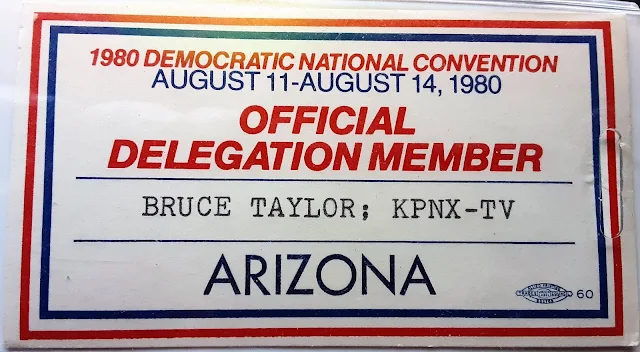 1980 DEMOCRATIC NATIONAL CONVENTION
AUGUST 11-AUGUST 14, 1980
OFFICIAL
DELEGATION MEMBER
BRUCE TAYLOR; KPNX-TV
ARIZONA
60